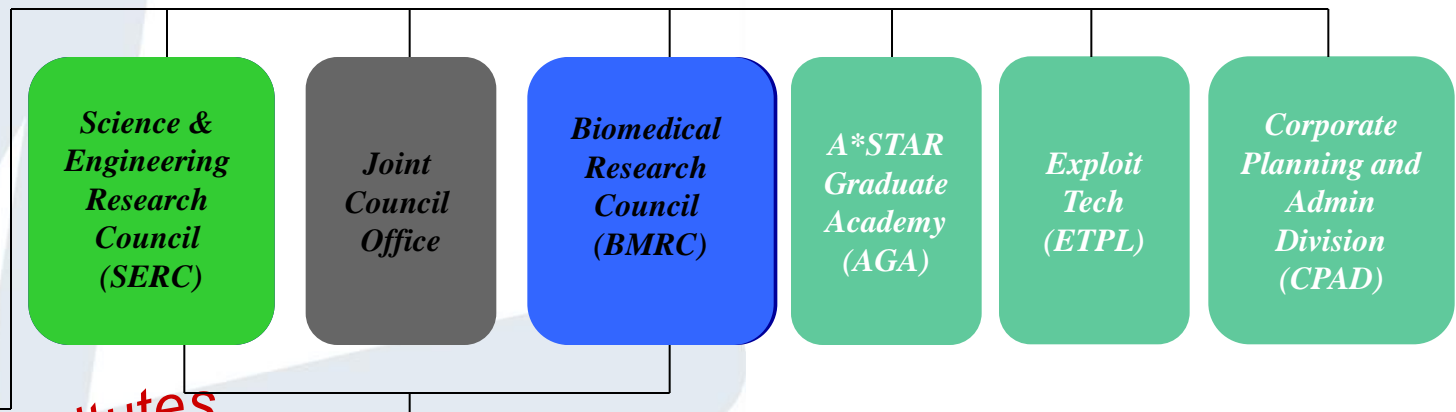 Science &
Engineering
Research
Council
(SERC)
Joint
Council
Office
Biomedical
Research
Council
(BMRC)
A*STAR
Graduate
Academy
(AGA)
Exploit
Tech
(ETPL)
Corporate
Planning and
Admin
Division
(CPAD)